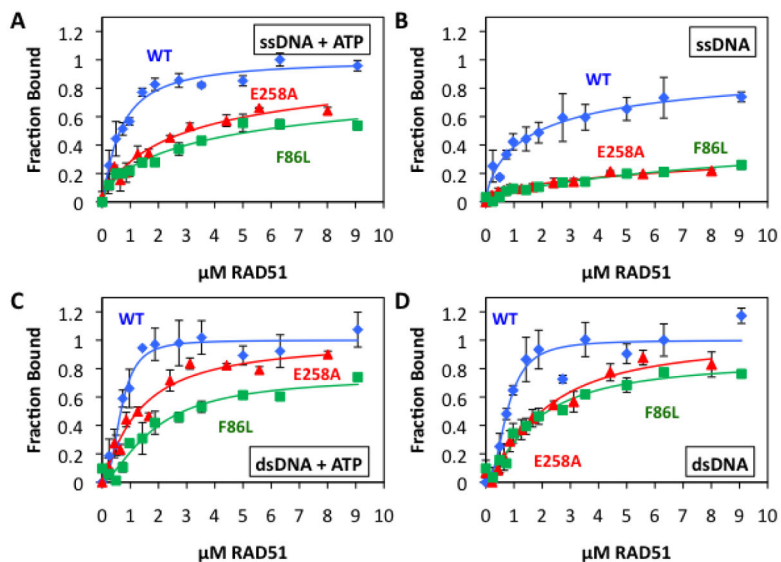 A
ssDNA + ATP
WT
E258A
F86L
Fraction Bound
1.2
1
0.8
0.6
0.4
0.2
0
0 1 2 3 4 5 6 7 8 9 10
μM RAD51
B
ssDNA
WT
E258A
F86L
Fraction Bound
1.2
1
0.8
0.6
0.4
0.2
0
0 1 2 3 4 5 6 7 8 9 10
μM RAD51
C
WT
E258A
F86L
dsDNA + ATP
Fraction Bound
1.2
1
0.8
0.6
0.4
0.2
0
0 1 2 3 4 5 6 7 8 9 10
μM RAD51
D
WT
F86L
E258A
dsDNA
Fraction Bound
1.2
1
0.8
0.6
0.4
0.2
0
0 1 2 3 4 5 6 7 8 9 10
μM RAD51